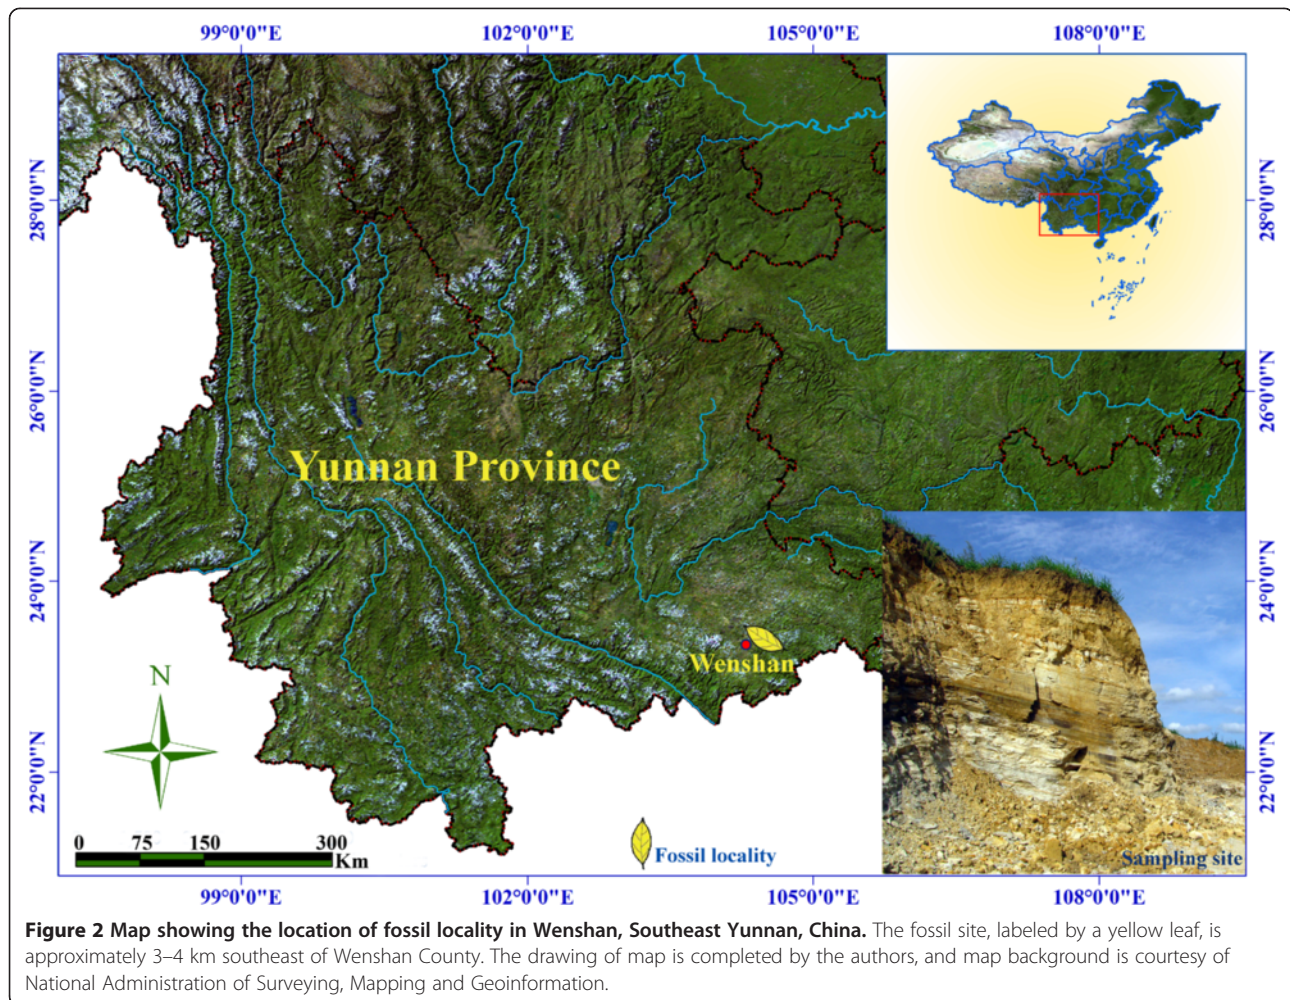 99°0'0"E 102°0'0"E 105°0'0"E 108°0'0"E
28°0'0"N 28°0'0"N
26°0'0"N 26°0'0"N
Yunnan Province
24°0'0"N 24°0'0"N
Wenshan
N
22°0'0"N 22°0'0"N
0 75 150 300
Km
Fossil locality
Sampling site
99°0'0"E 102°0'0"E 105°0'0"E 108°0'0"E
Figure 2 Map showing the location of fossil locality in Wenshan, Southeast Yunnan, China. The fossil site, labeled by a yellow leaf, is
approximately 3–4 km southeast of Wenshan County. The drawing of map is completed by the authors, and map background is courtesy of
National Administration of Surveying, Mapping and Geoinformation.